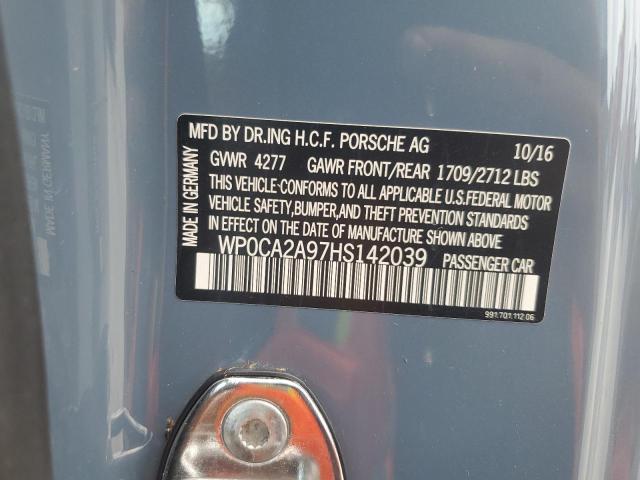 MFD BY DR.ING H.C.F. PORSCHE AG 10/16
GVWR 4277 GAWR FRONT/REAR 1709/2712 LBS
THIS VEHICLE·CONFORMS TO ALL APPLICABLE U.S.FEDERAL MOTOR
VEHICLE SAFETY,BUMPER,AND THEFT PREVENTION STANDARDS
IN EFFECT ON THE DATE OF MANUFACTURE SHOWN ABOVE.
WP0CA2A97HS142039 PASSENGER CAR
991.701.112.06
MADE IN GERMANY